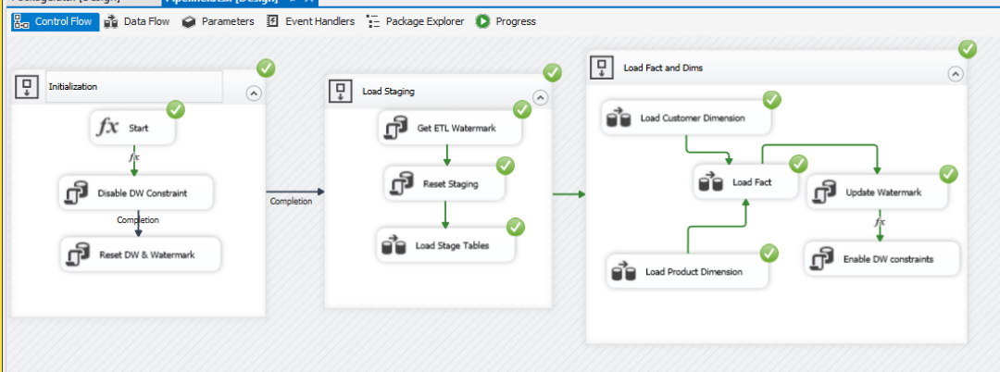 Control Flow
Data Flow
Parameters
Event Handlers
Package Explorer
Progress
Initialization
fx Start
fx
Disable DW Constraint
Completion
Reset DW & Watermark
Completion
Load Staging
Get ETL Watermark
Reset Staging
Load Stage Tables
Load Fact and Dims
Load Customer Dimension
Load Fact
Load Product Dimension
Update Watermark
fx
Enable DW constraints